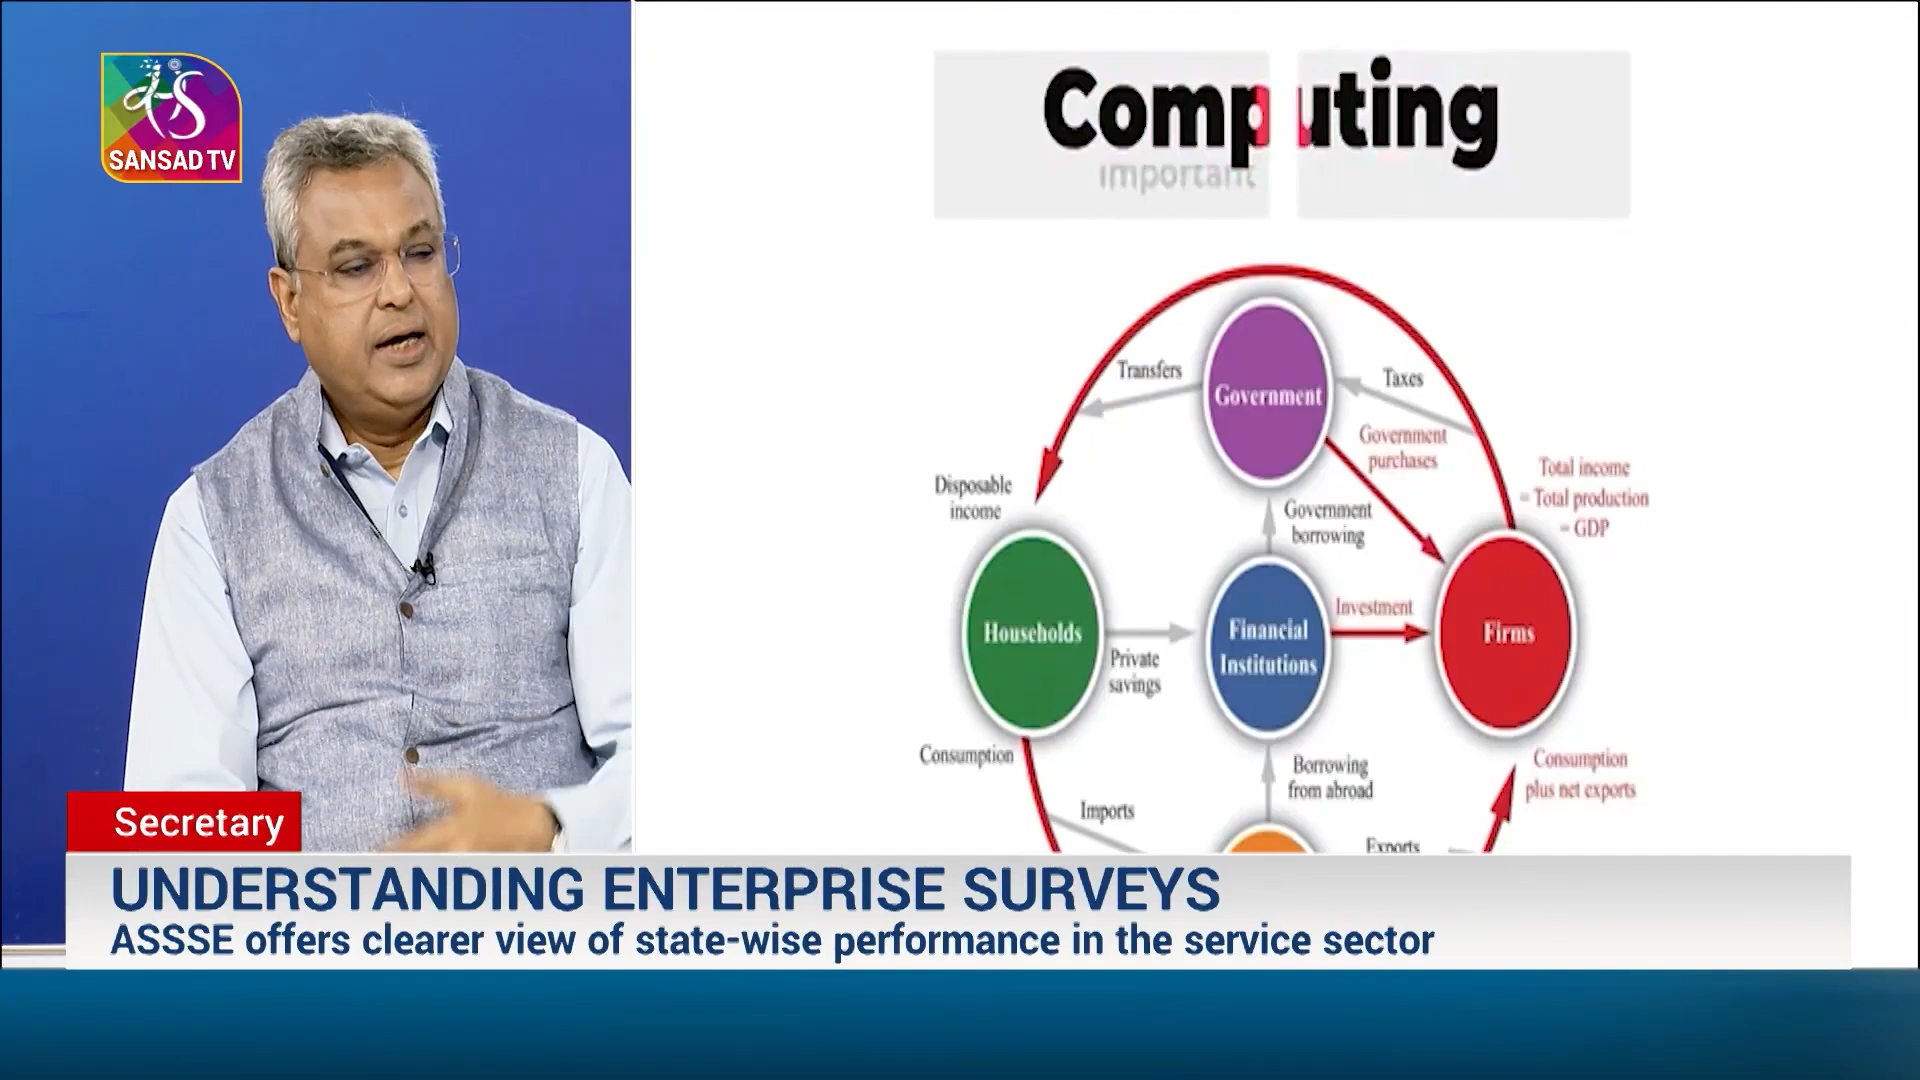 SANSAD TV
Computing
important
Transfers
Government
Taxes
Government
purchases
Disposable
income
Government
borrowing
Total income
= Total production
= GDP
Households
Private
savings
Financial
Institutions
Investment
Firms
Consumption
Imports
Borrowing
from abroad
Exports
Consumption
plus net exports
Secretary
UNDERSTANDING ENTERPRISE SURVEYS
ASSSE offers clearer view of state-wise performance in the service sector